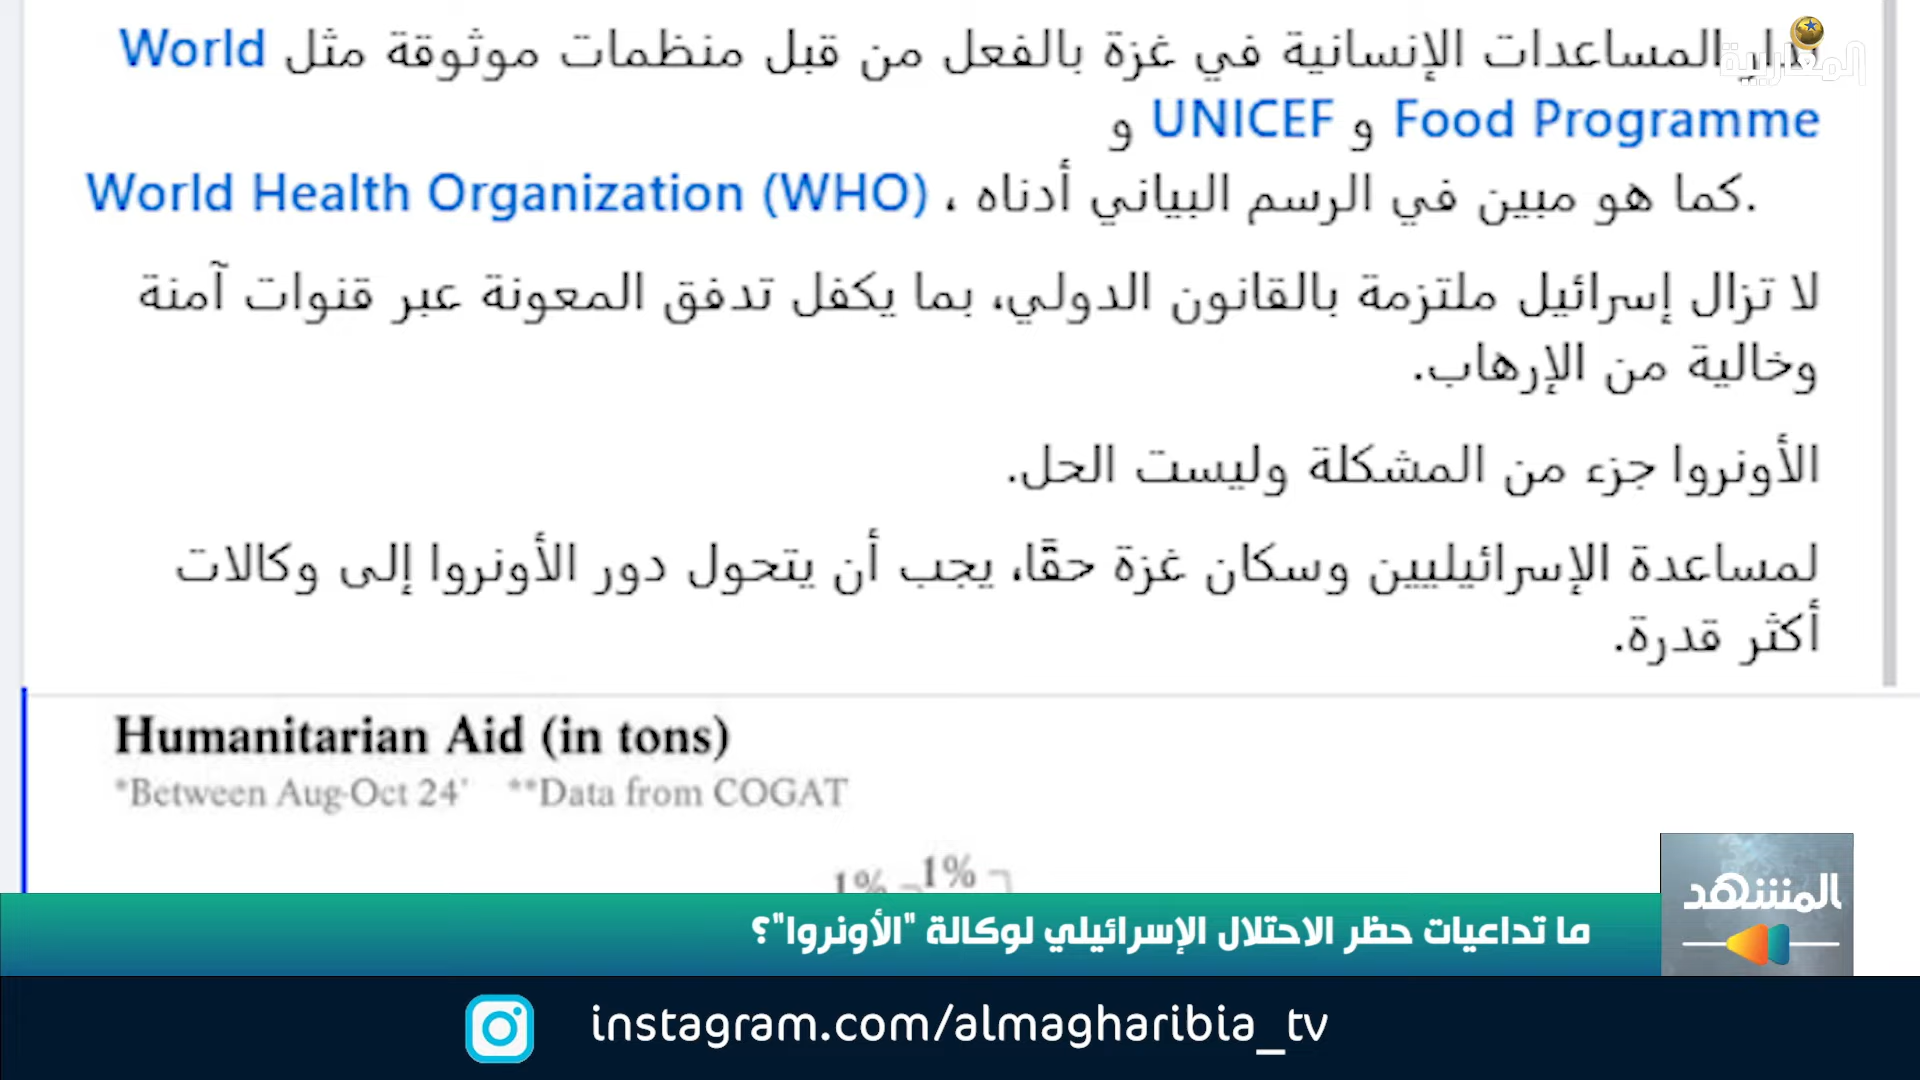 المساعدات الإنسانية في غزة بالفعل من قبل منظمات موثوقة مثل World
Food Programme و UNICEF و
World Health Organization (WHO) ، كما هو مبين في الرسم البياني أدناه.
لا تزال إسرائيل ملتزمة بالقانون الدولي، بما يكفل تدفق المعونة عبر قنوات آمنة
وخالية من الإرهاب.
الأونروا جزء من المشكلة وليست الحل.
لمساعدة الإسرائيليين وسكان غزة حقًا، يجب أن يتحول دور الأونروا إلى وكالات
أكثر قدرة.
Humanitarian Aid (in tons)
*Between Aug-Oct 24' **Data from COGAT
1% 1%
المشهد
ما تداعيات حظر الاحتلال الإسرائيلي لوكالة "الأونروا"؟
instagram.com/almagharibia_tv
المغاربية